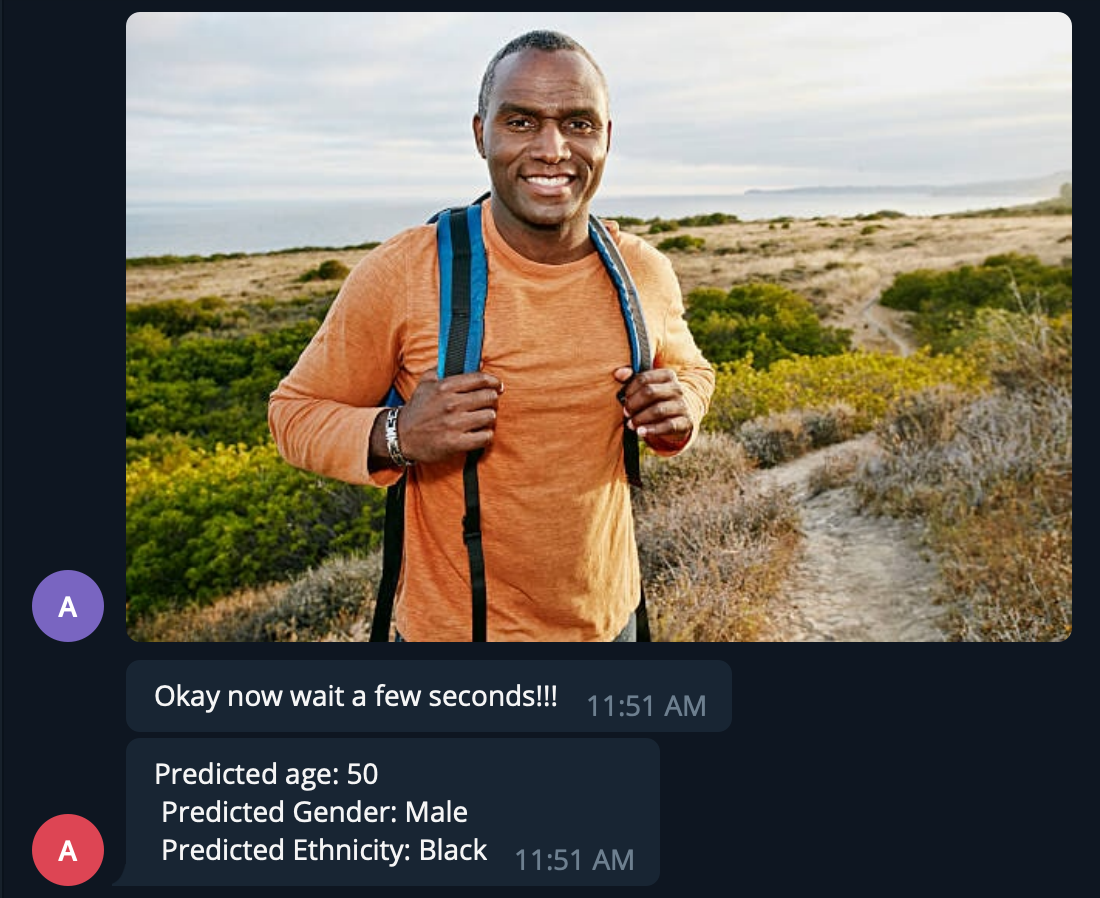 A
Okay now wait a few seconds!!! 11:51 AM
Predicted age: 50
Predicted Gender: Male
Predicted Ethnicity: Black 11:51 AM
A